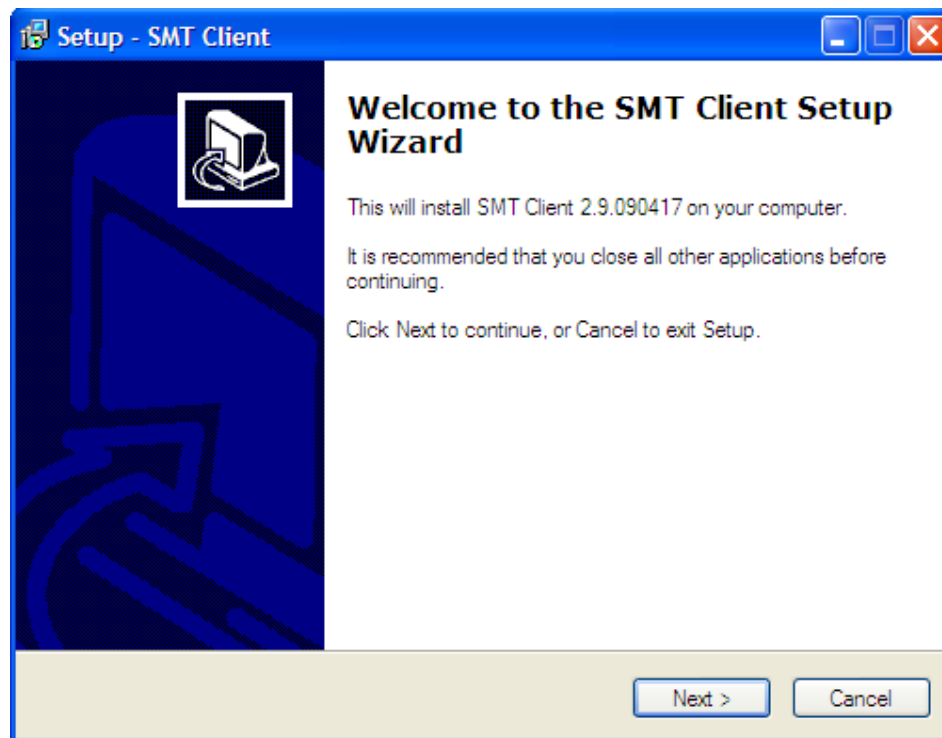 Setup - SMT Client
Welcome to the SMT Client Setup
Wizard
This will install SMT Client 2.9.090417 on your computer.
It is recommended that you close all other applications before
continuing.
Click Next to continue, or Cancel to exit Setup.
Next >
Cancel